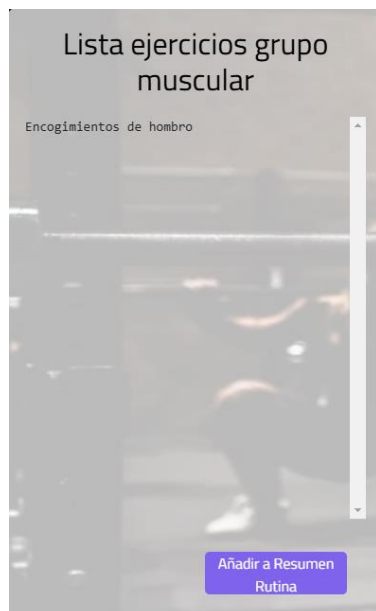 Lista ejercicios grupo
muscular
Encogimientos de hombro
Añadir a Resumen
Rutina